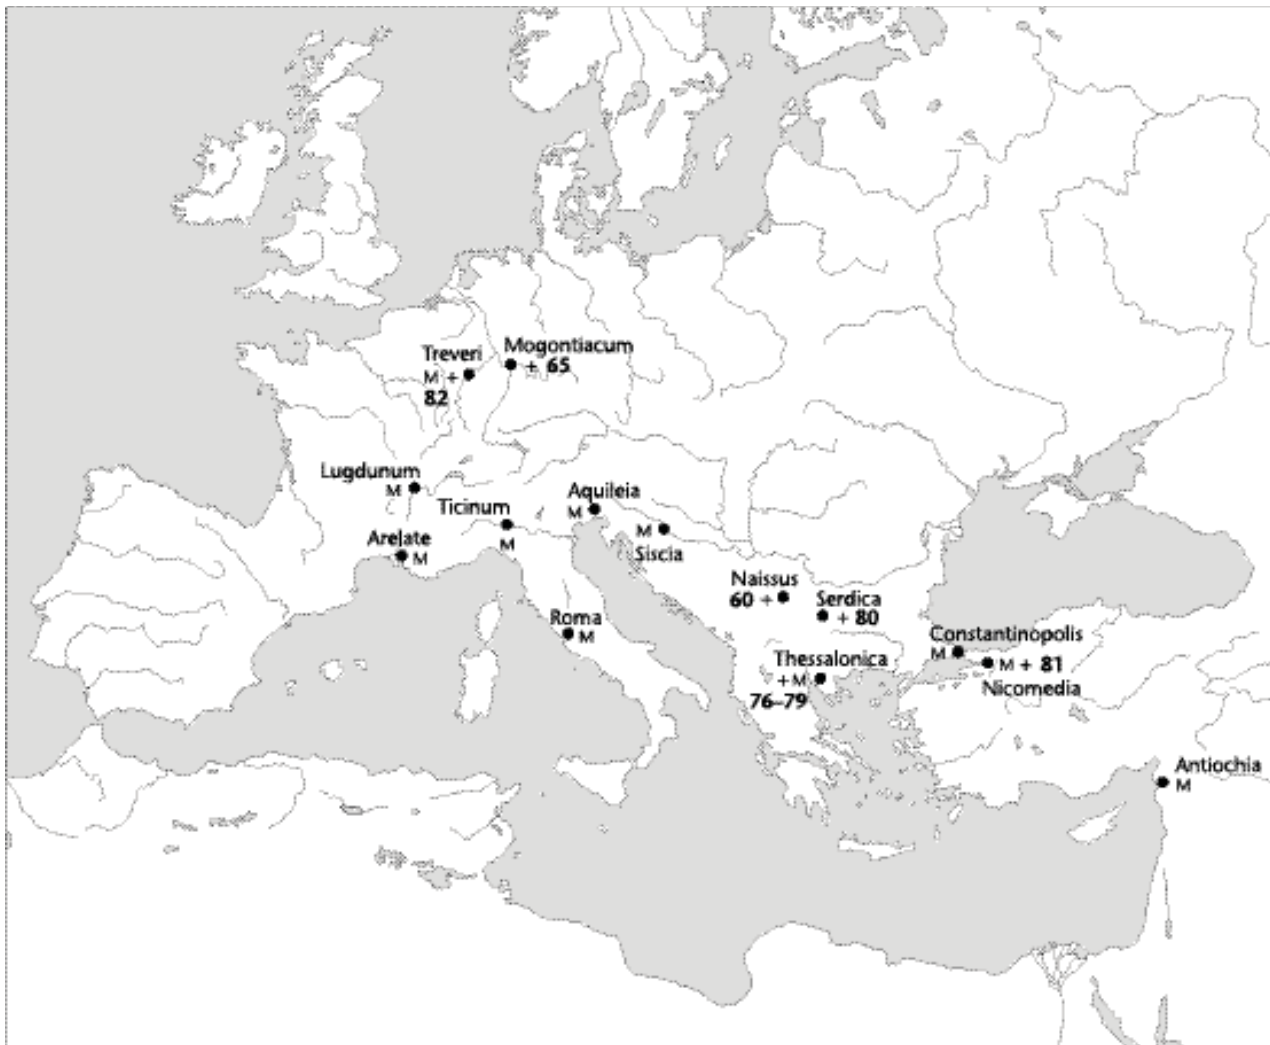 Mogontiacum
+ 65
Treveri
M +
82
Lugdunum
M
Ticinum
M
Aquileia
M
M
Siscia
Arelate
M
Naissus
60 +
Serdica
+ 80
Roma
M
Constantinopolis
M
M + 81
Nicomedia
Thessalonica
+ M
76–79
Antiochia
M